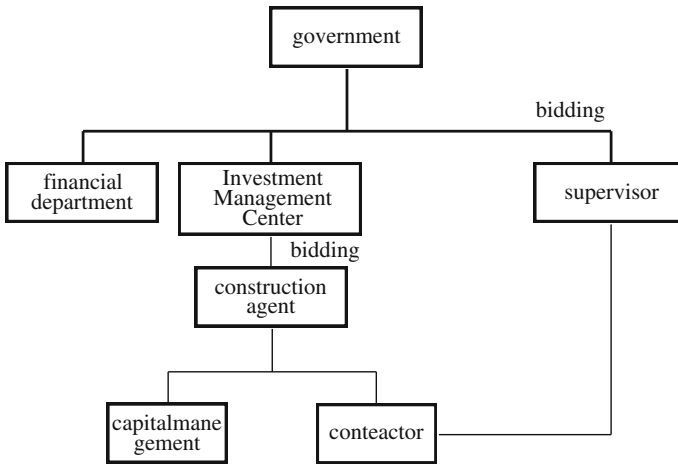 government
bidding
financial
department
Investment
Management
Center
supervisor
bidding
construction
agent
capitalmane
gement
conteactor